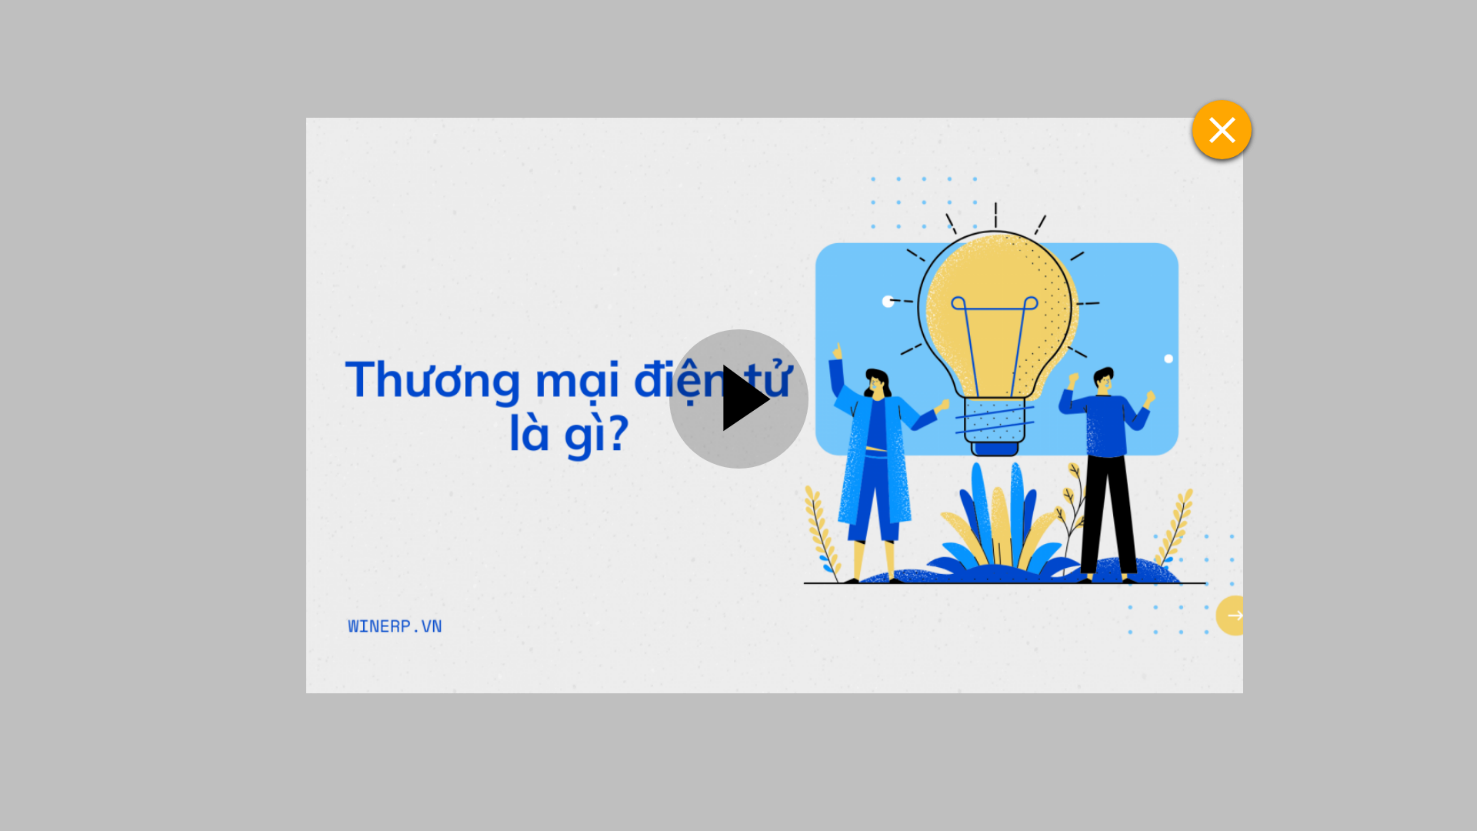 Thương mại điện tử
là gì?
WINERP.VN